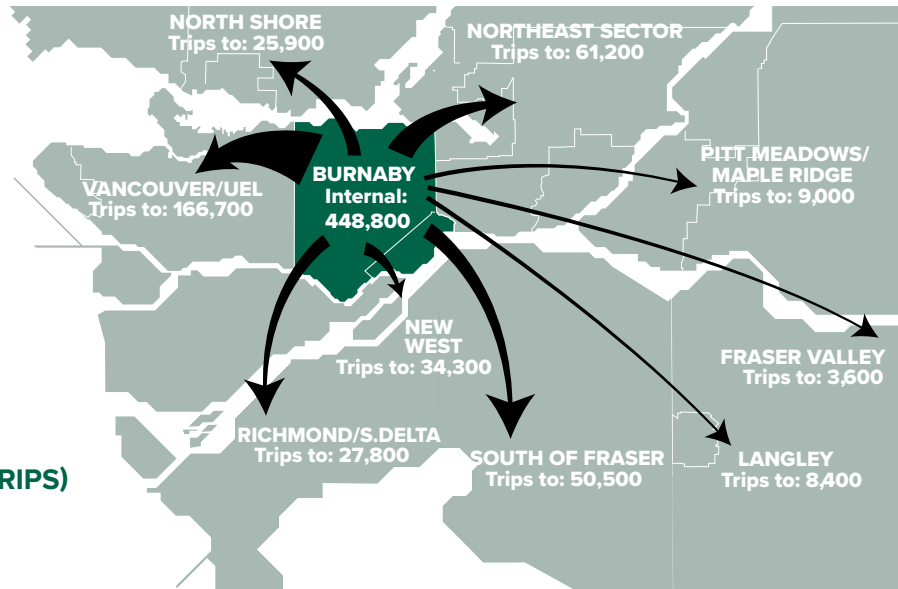 NORTH SHORE
Trips to: 25,900
NORTHEAST SECTOR
Trips to: 61,200
VANCOUVER/UEL
Trips to: 166,700
BURNABY
Internal:
448,800
PITT MEADOWS/
MAPLE RIDGE
Trips to: 9,000
NEW
WEST
Trips to: 34,300
FRASER VALLEY
Trips to: 3,600
RICHMOND/S.DELTA
Trips to: 27,800
SOUTH OF FRASER
Trips to: 50,500
LANGLEY
Trips to: 8,400
RIPS)